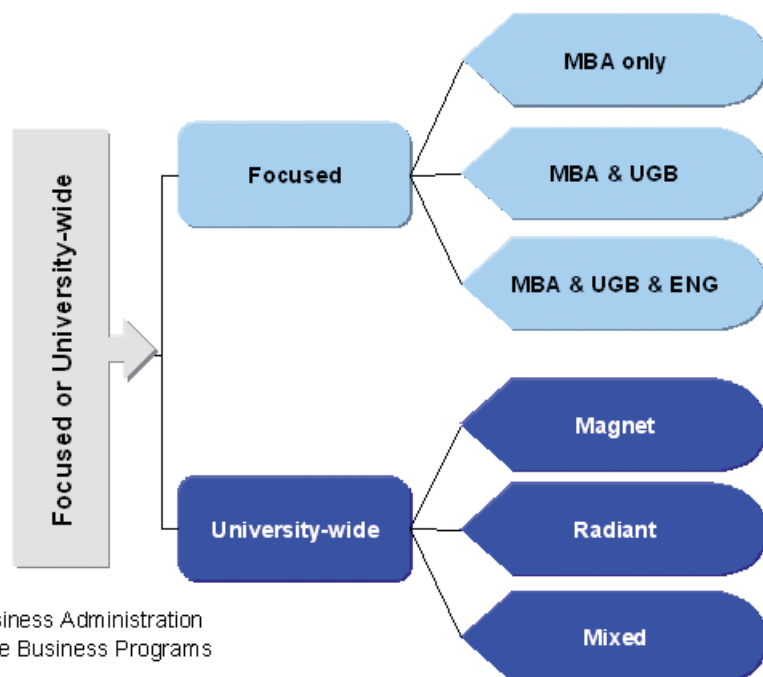 Focused or University-wide
Focused
MBA only
MBA & UGB
MBA & UGB & ENG
University-wide
Magnet
Radiant
Mixed
Administration
Business Programs